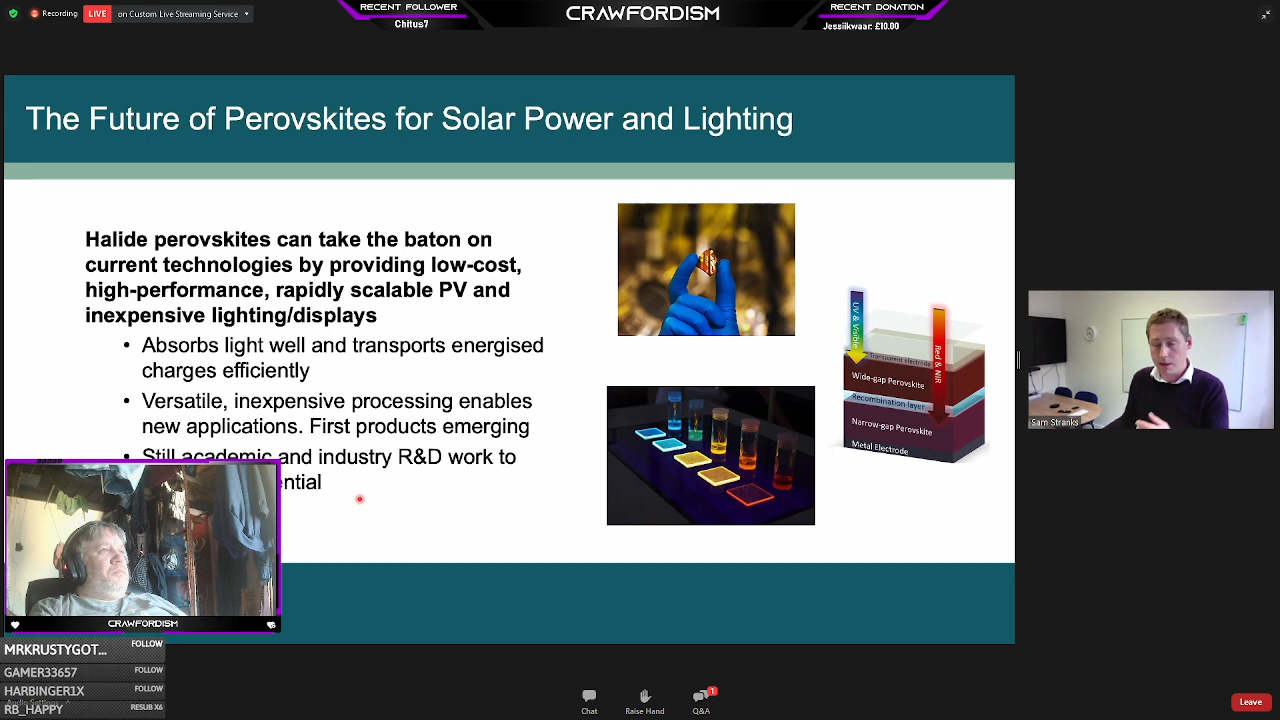 Recording
LIVE
on Custom Live Streaming Service
RECENT FOLLOWER
Chitus7
CRAWFORDISM
RECENT DONATION
Jessiikwaar: £10.00
The Future of Perovskites for Solar Power and Lighting
Halide perovskites can take the baton on
current technologies by providing low-cost,
high-performance, rapidly scalable PV and
inexpensive lighting/displays
• Absorbs light well and transports energised
charges efficiently
• Versatile, inexpensive processing enables
new applications. First products emerging
• Still academic and industry R&D work to
ential
UV & Visible
Red & NIR
Transparent electrode
Wide-gap Perovskite
Recombination layer
Narrow-gap Perovskite
Metal Electrode
Sam Stranks
CRAWFORDISM
MRKRUSTYGOT...
FOLLOW
GAMER33657
FOLLOW
HARBINGER1X
FOLLOW
Audio Settings
RB_HAPPY
RESUB X6
Chat
Raise Hand
Q&A
1
Leave